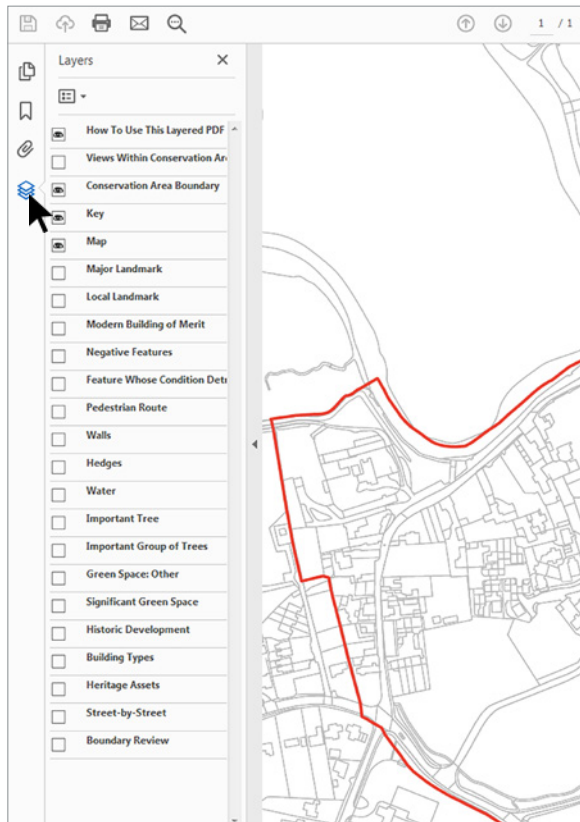 1 / 1
Layers
How To Use This Layered PDF
Views Within Conservation
Conservation Area Boundary
Key
Map
Major Landmark
Local Landmark
Modern Building of Merit
Negative Features
Feature Whose Condition
Pedestrian Route
Walls
Hedges
Water
Important Tree
Important Group of Trees
Green Space: Other
Significant Green Space
Historic Development
Building Types
Heritage Assets
Street-by-Street
Boundary Review